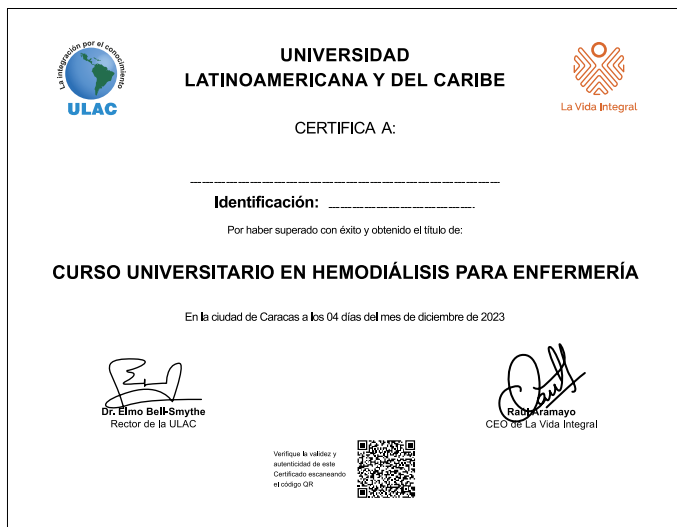 La integración por el conocimiento
ULAC
UNIVERSIDAD
LATINOAMERICANA Y DEL CARIBE
La Vida Integral
CERTIFICA A:
Identificación:
Por haber superado con éxito y obtenido el título de:
CURSO UNIVERSITARIO EN HEMODIÁLISIS PARA ENFERMERÍA
En la ciudad de Caracas a los 04 días del mes de diciembre de 2023
Dr. Elmo Bell-Smythe
Rector de la ULAC
Raúl Aramayo
CEO de La Vida Integral
Verifique la validez y
autenticidad de este
Certificado escaneando
el código QR